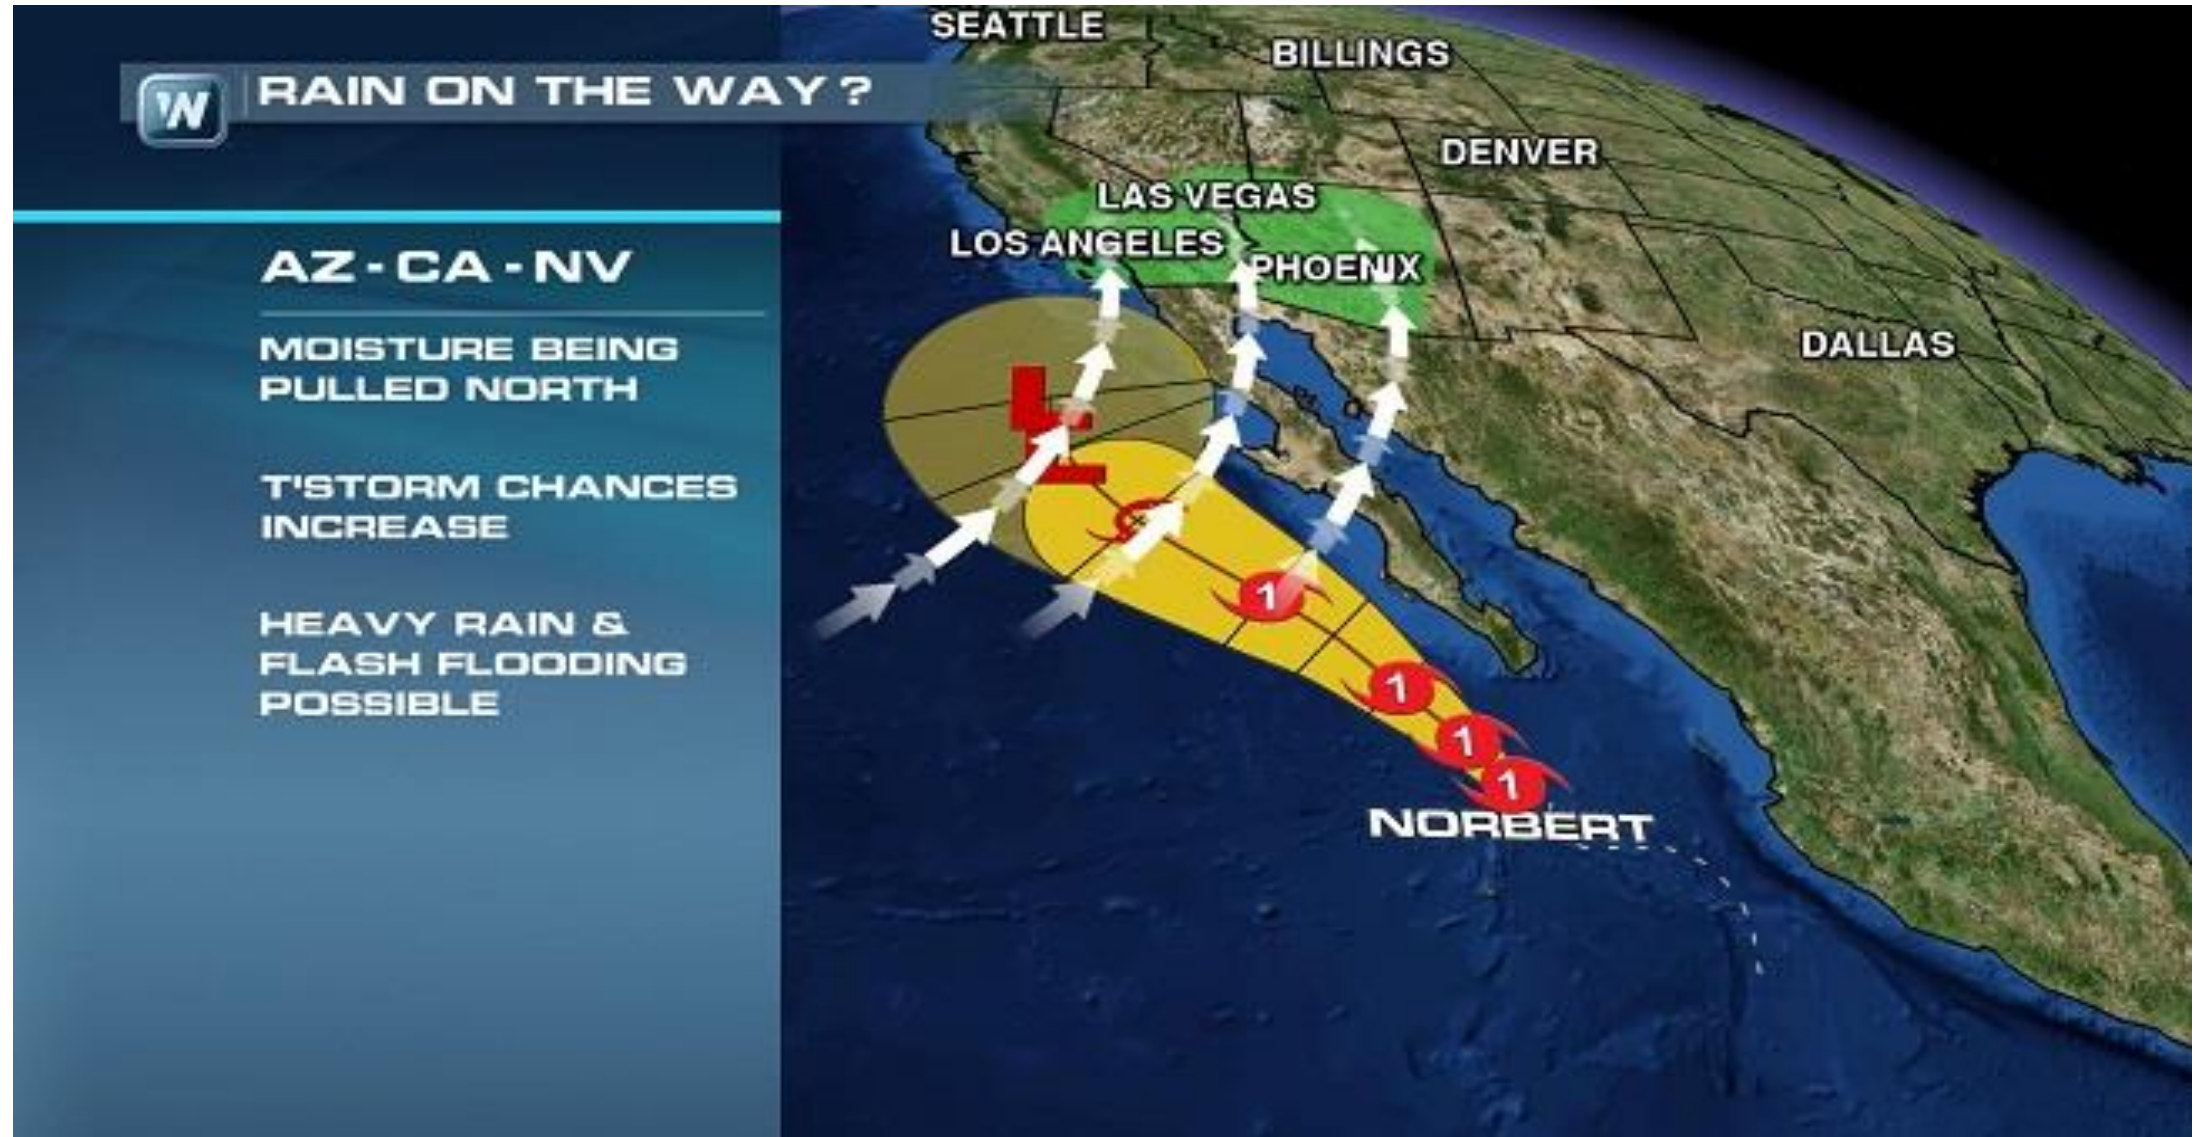 W
RAIN ON THE WAY?
AZ-CA-NV
MOISTURE BEING
PULLED NORTH
T'STORM CHANCES
INCREASE
HEAVY RAIN &
FLASH FLOODING
POSSIBLE
SEATTLE
BILLINGS
DENVER
LAS VEGAS
LOS ANGELES
PHOENIX
DALLAS
L
L
1
1
1
1
NORBERT